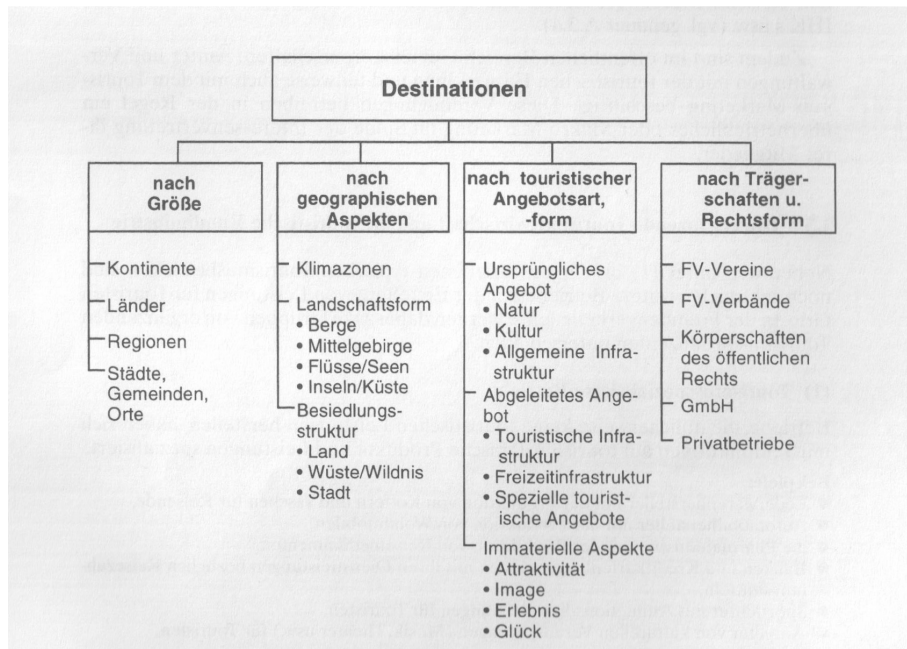 Destinationen
nach
Größe
Kontinente
Länder
Regionen
Städte,
Gemeinden,
Orte
nach
geographischen
Aspekten
Klimazonen
Landschaftsform
• Berge
• Mittelgebirge
• Flüsse/Seen
• Inseln/Küste
Besiedlungs-
struktur
• Land
• Wüste/Wildnis
• Stadt
nach touristischer
Angebotsart,
-form
Ursprüngliches
Angebot
• Natur
• Kultur
• Allgemeine Infra-
struktur
Abgeleitetes Ange-
bot
• Touristische Infra-
struktur
• Freizeitinfrastruktur
• Spezielle tourist-
ische Angebote
Immaterielle Aspekte
• Attraktivität
• Image
• Erlebnis
• Glück
nach Träger-
schaften u.
Rechtsform
FV-Vereine
FV-Verbände
Körperschaften
des öffentlichen
Rechts
GmbH
Privatbetriebe